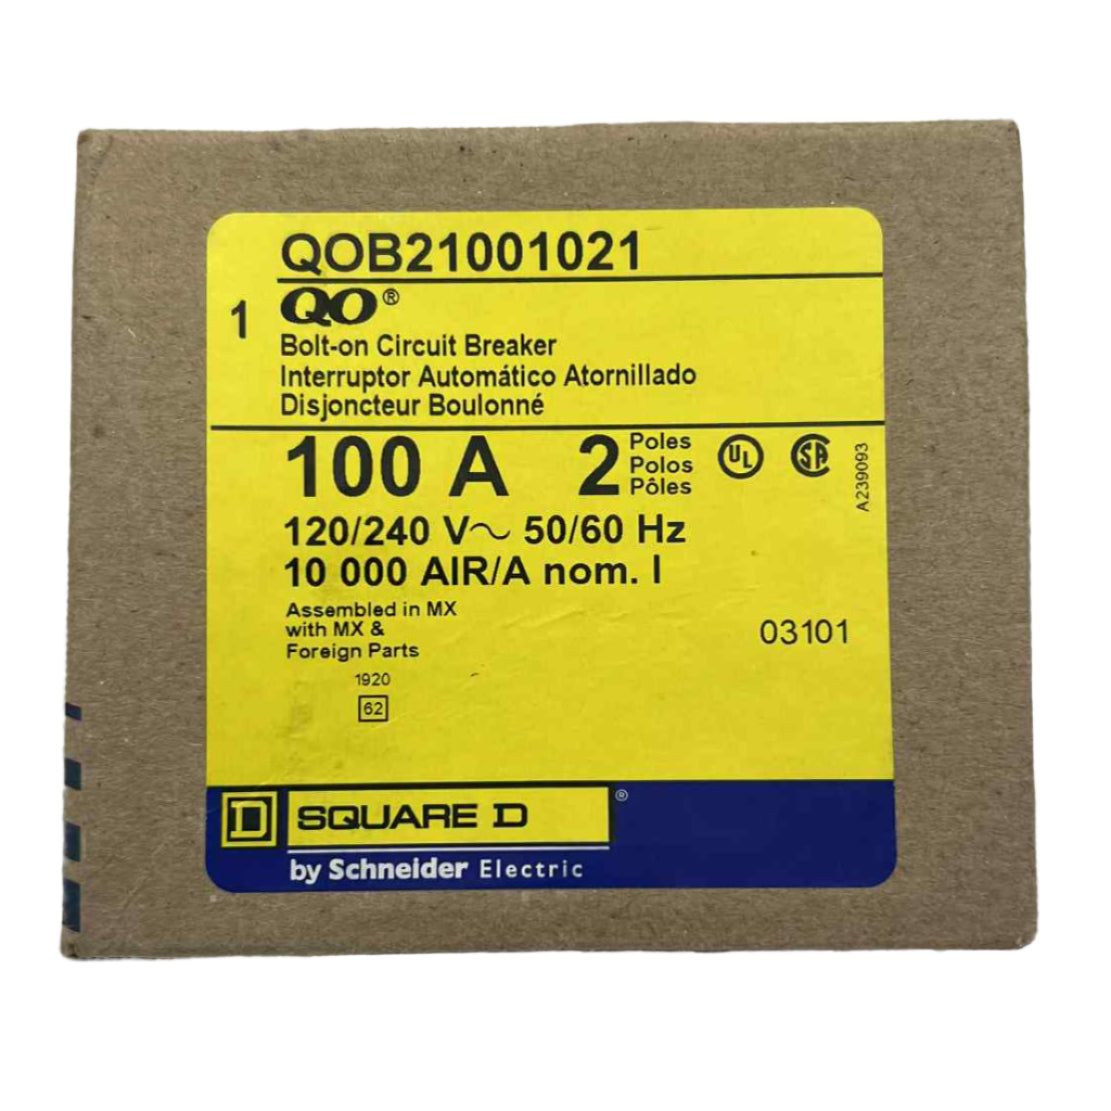 QOB21001021
1
QO®
Bolt-on Circuit Breaker
Interruptor Automático Atornillado
Disjoncteur Boulonné
100 A 2 Poles
Polos
Pôles
UL
SA
A239093
120/240 V~ 50/60 Hz
10 000 AIR/A nom. I
Assembled in MX
with MX &
Foreign Parts
03101
1920
62
D SQUARE D ®
by Schneider Electric